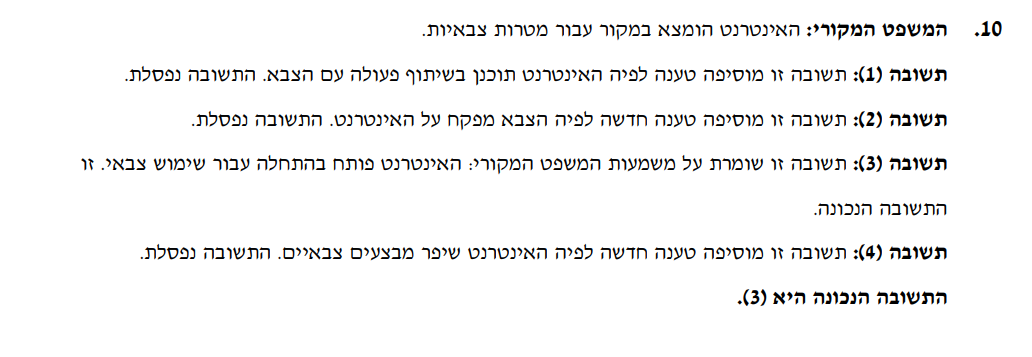 10. המשפט המקורי: האינטרנט הומצא במקור עבור מטרות צבאיות.
תשובה (1): תשובה זו מוסיפה טענה לפיה האינטרנט תוכנן בשיתוף פעולה עם הצבא. התשובה נפסלת.
תשובה (2): תשובה זו מוסיפה טענה חדשה לפיה הצבא מפקח על האינטרנט. התשובה נפסלת.
תשובה (3): תשובה זו שומרת על משמעות המשפט המקורי: האינטרנט פותח בהתחלה עבור שימוש צבאי. זו
התשובה הנכונה.
תשובה (4): תשובה זו מוסיפה טענה חדשה לפיה האינטרנט שיפר מבצעים צבאיים. התשובה נפסלת.
התשובה הנכונה היא (3).